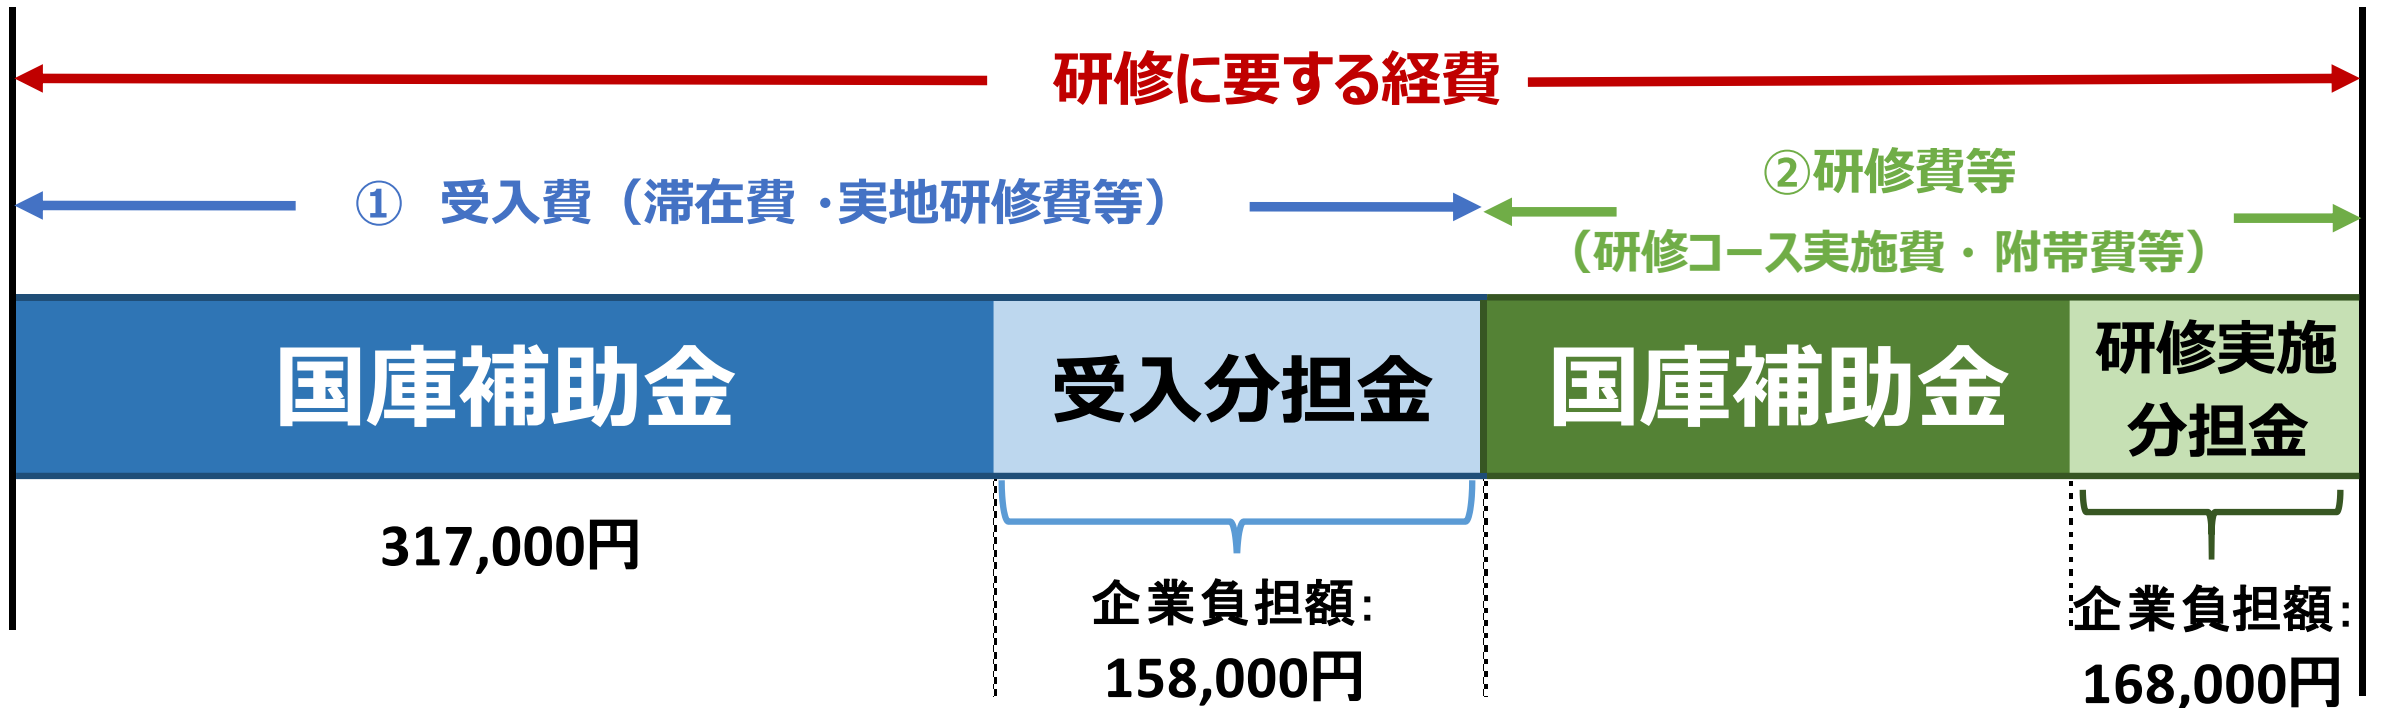 研修に要する経費
① 受入費（滞在費・実地研修費等）
②研修費等
（研修コース実施費・附帯費等）
国庫補助金
受入分担金
国庫補助金
研修実施
分担金
317,000円
企業負担額：
158,000円
企業負担額：
168,000円